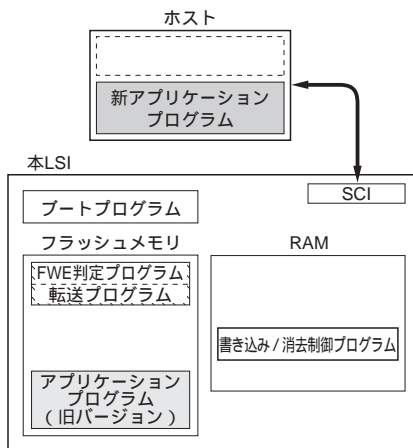 ホスト
新アプリケーション
プログラム
本LSI
SCI
ブートプログラム
フラッシュメモリ
RAM
FWE判定プログラム
転送プログラム
書き込み / 消去制御プログラム
アプリケーション
プログラム
( 旧バージョン )